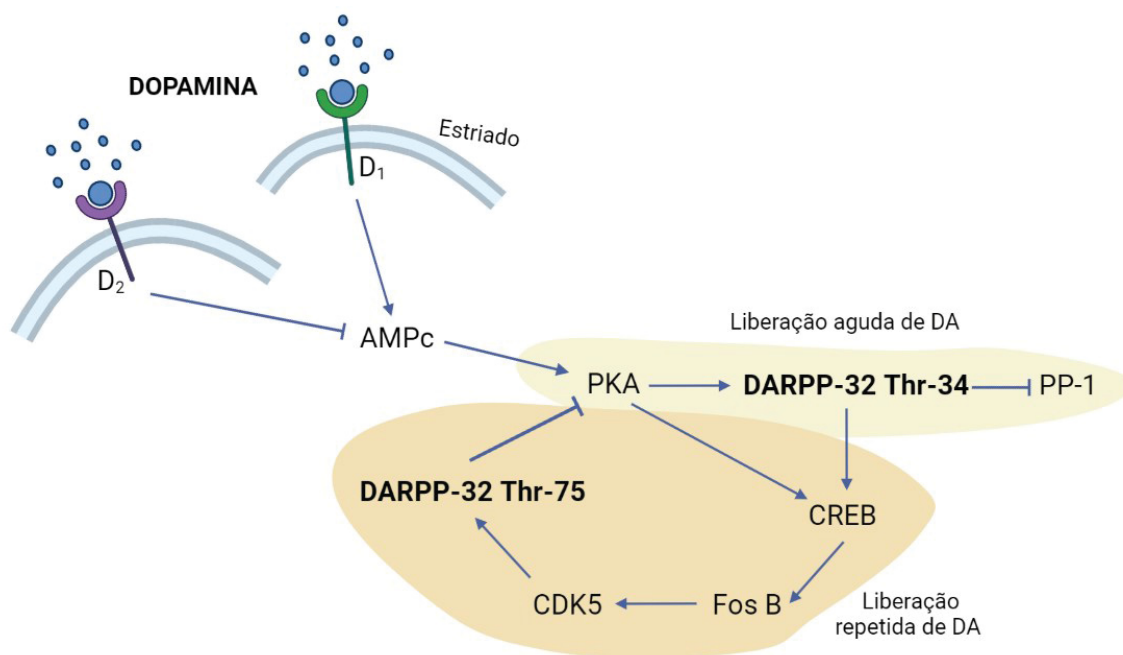 DOPAMINA
Estriado
D₁
D₂
AMPc
Liberação aguda de DA
PKA
DARPP-32 Thr-34
PP-1
DARPP-32 Thr-75
CREB
CDK5
Fos B
Liberação
repetida de DA